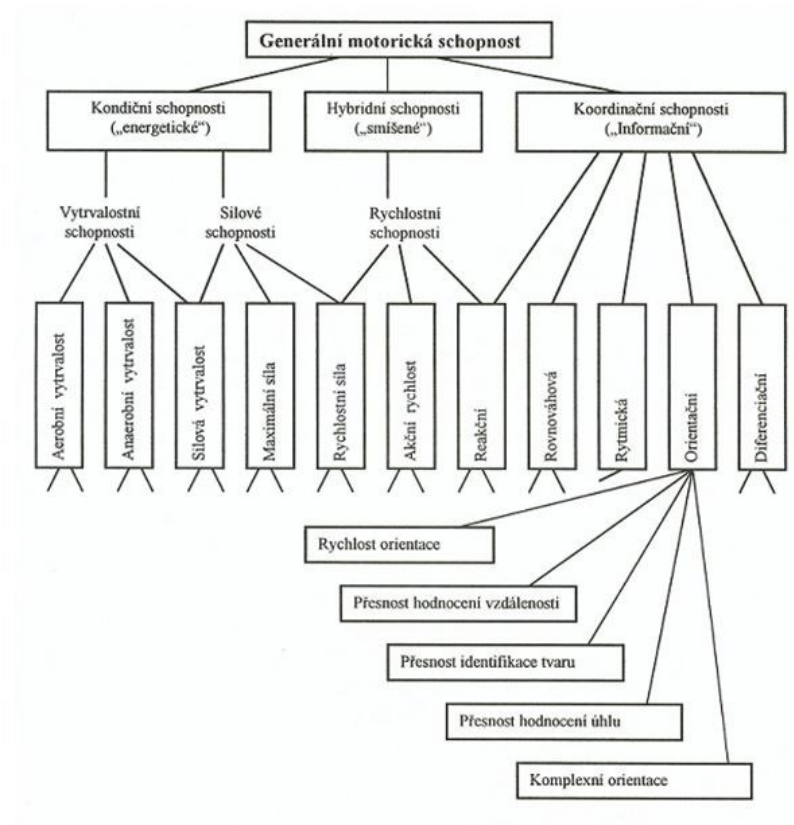 Generální motorická schopnost
Kondiční schopnosti
(„energetické“)
Hybridní schopnosti
(„smíšené“)
Koordinační schopnosti
(„Informační“)
Vytrvalostní
schopnosti
Silové
schopnosti
Rychlostní
schopnosti
Aerobní vytrvalost
Anaerobní vytrvalost
Silová vytrvalost
Maximální síla
Rychlostní síla
Akční rychlost
Reakční
Rovnováhová
Rytmická
Orientační
Diferenciační
Rychlost orientace
Přesnost hodnocení vzdálenosti
Přesnost identifikace tvaru
Přesnost hodnocení úhlu
Komplexní orientace